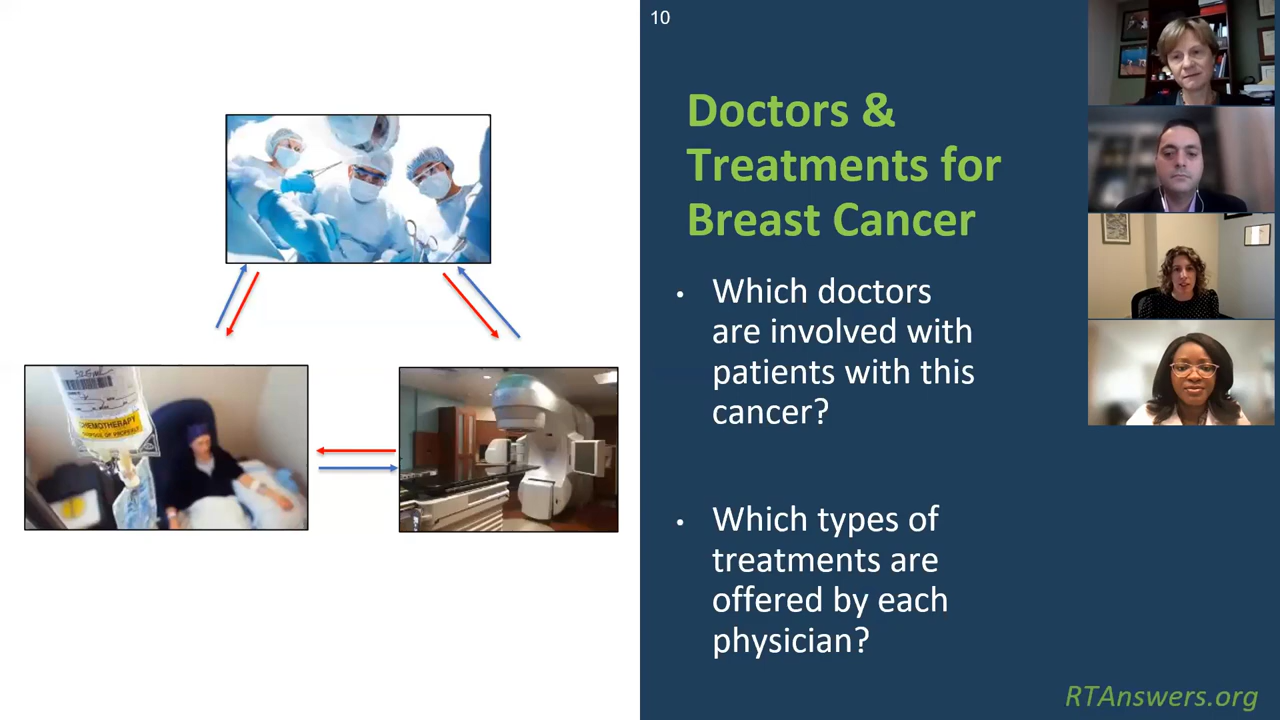 10
Doctors &
Treatments for
Breast Cancer
• Which doctors
are involved with
patients with this
cancer?
• Which types of
treatments are
offered by each
physician?
RTAnswers.org
CHEMOTHERAPY